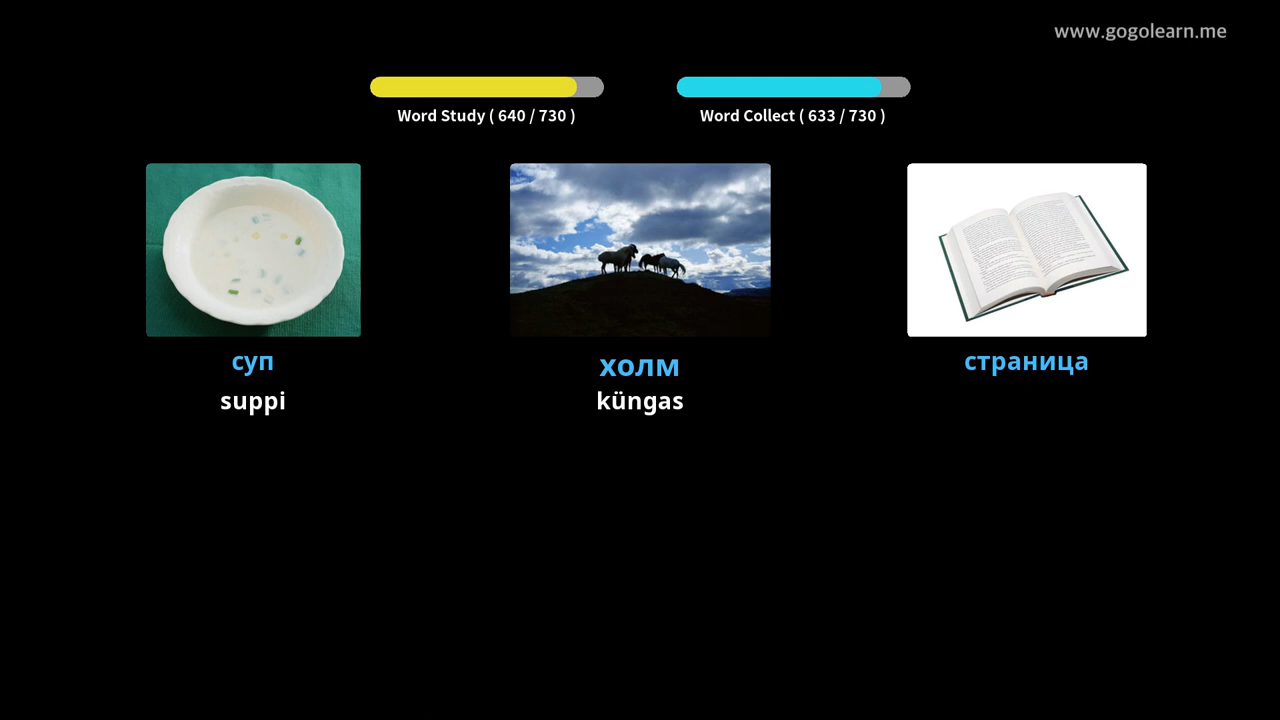 www.gogolearn.me
Word Study ( 640 / 730 )
Word Collect ( 633 / 730 )
суп
холм
страница
suppi
küngas